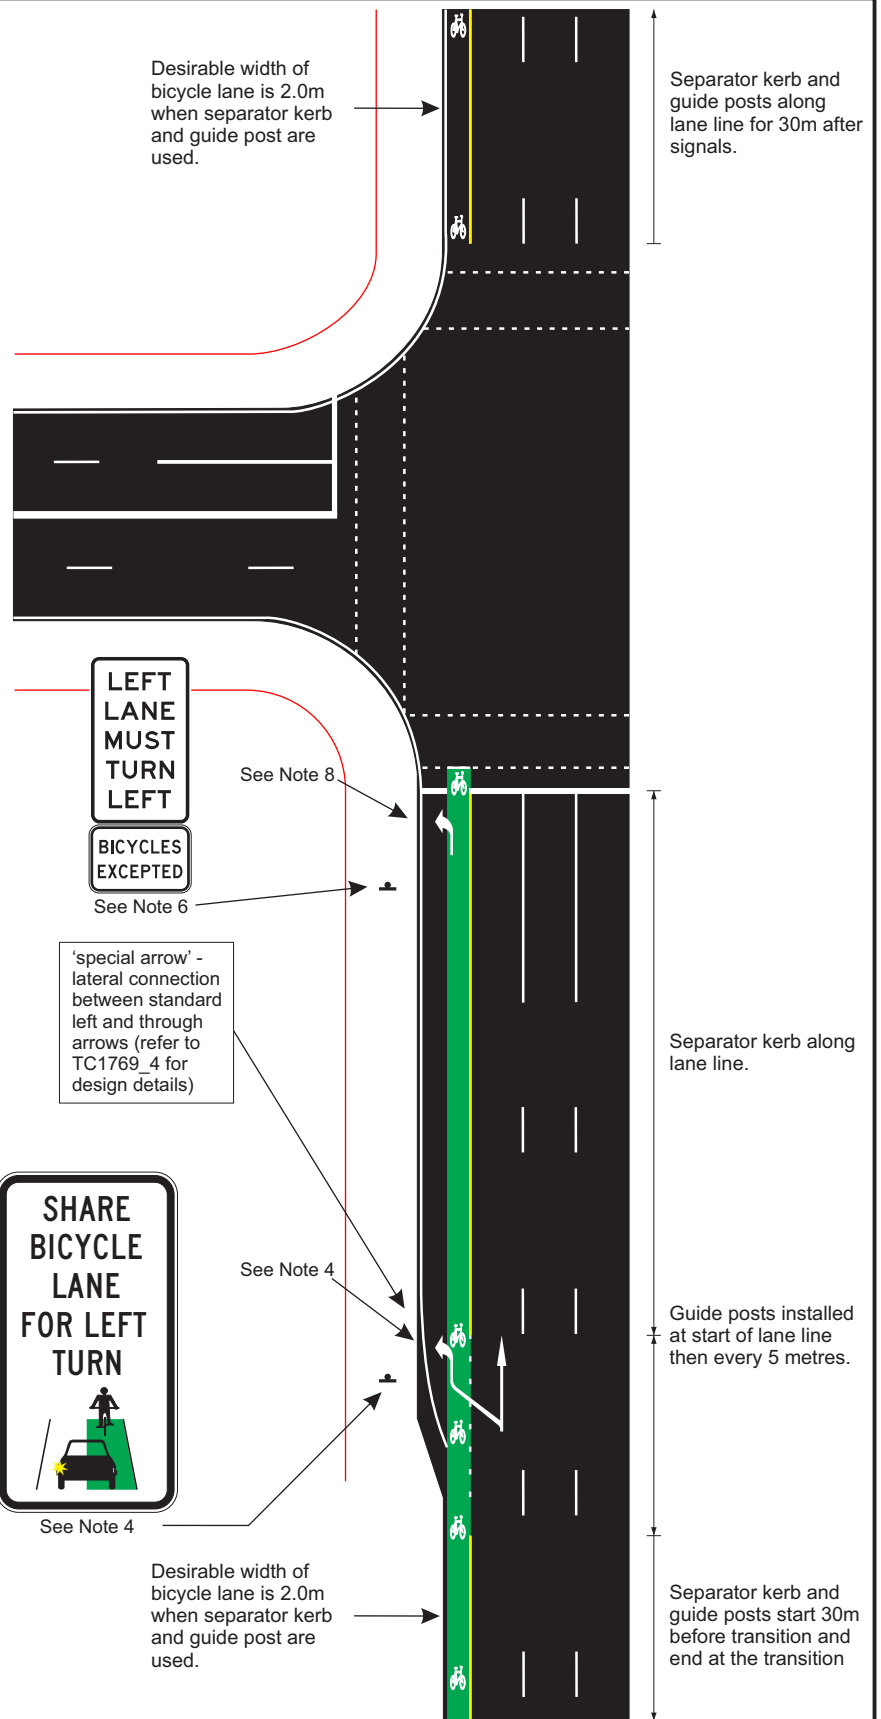 Desirable width of
bicycle lane is 2.0m
when separator kerb
and guide post are
used.
Separator kerb and
guide posts along
lane line for 30m after
signals.
LEFT
LANE
MUST
TURN
LEFT
BICYCLES
EXCEPTED
See Note 8
See Note 6
'special arrow' -
lateral connection
between standard
left and through
arrows (refer to
TC1769_4 for
design details)
Separator kerb along
lane line.
SHARE
BICYCLE
LANE
FOR LEFT
TURN
See Note 4
Guide posts installed
at start of lane line
then every 5 metres.
See Note 4
Desirable width of
bicycle lane is 2.0m
when separator kerb
and guide post are
used.
Separator kerb and
guide posts start 30m
before transition and
end at the transition